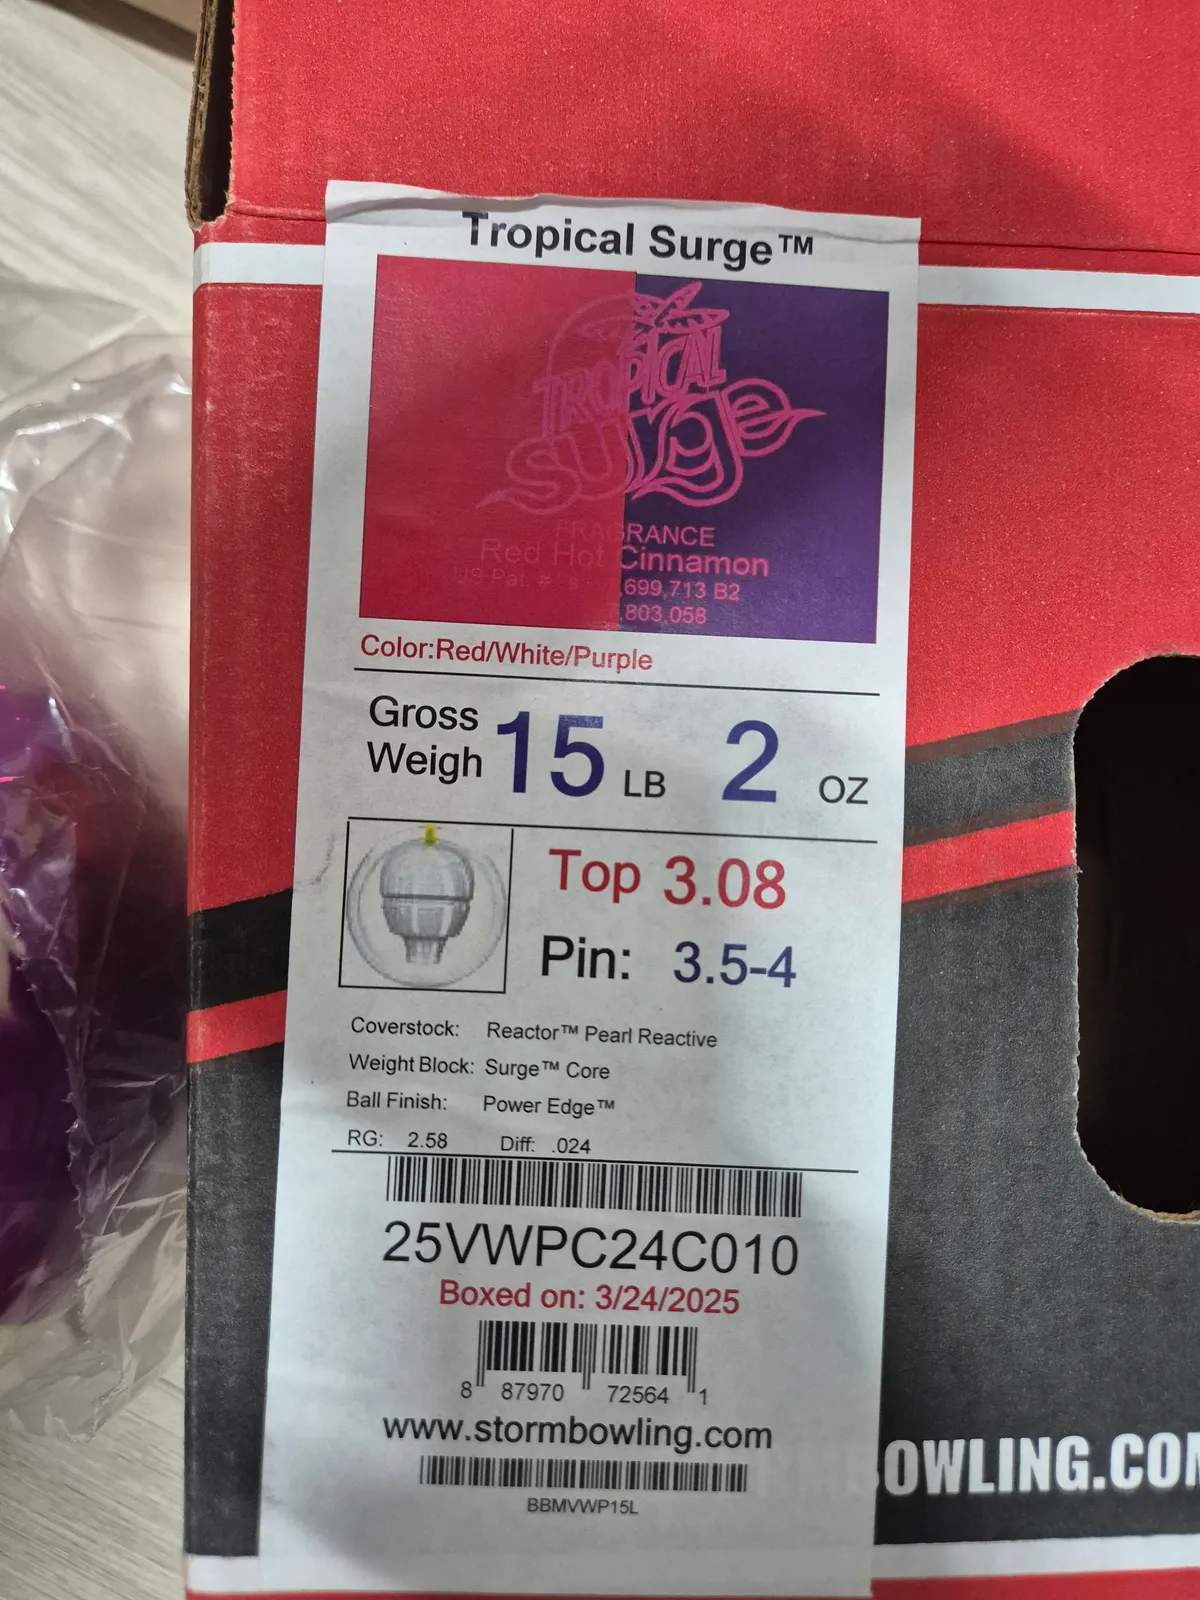 Tropical Surge™
TROPICAL
surge
FRAGRANCE
Red Hot Cinnamon
US Pat. # 's
,699,713 B2
,803,058
Color:Red/White/Purple
Gross
Weigh
15 LB 2 OZ
Top 3.08
Pin: 3.5-4
Coverstock: Reactor™ Pearl Reactive
Weight Block: Surge™ Core
Ball Finish: Power Edge™
RG: 2.58 Diff: .024
25VWPC24C010
Boxed on: 3/24/2025
8 87970 72564 1
www.stormbowling.com
BBMVWP15L
BOWLING.COM